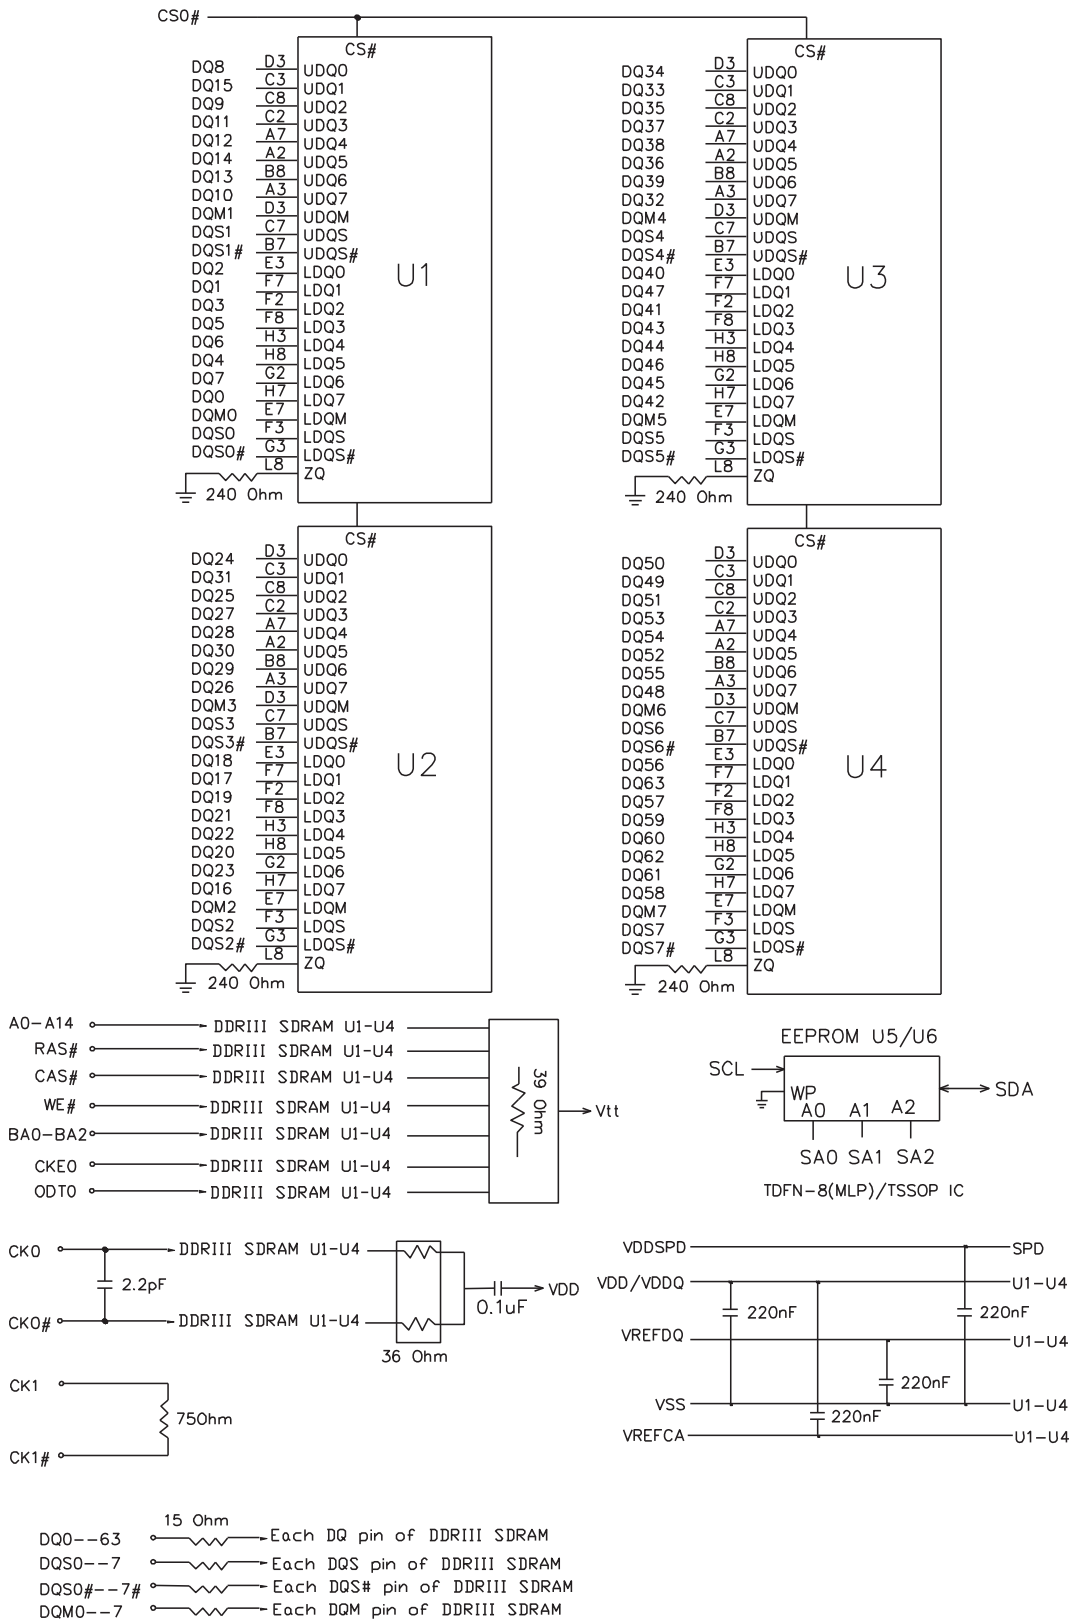 CS0#
CS#
DQ8 D3 UDQ0
DQ15 C3 UDQ1
DQ9 C8 UDQ2
DQ11 C2 UDQ3
DQ12 A7 UDQ4
DQ14 A2 UDQ5
DQ13 B8 UDQ6
DQ10 A3 UDQ7
DQM1 D3 UDQM
DQS1 C7 UDQS
DQS1# B7 UDQS#
DQ2 E3 LDQ0
DQ1 F7 LDQ1
DQ3 F2 LDQ2
DQ5 F8 LDQ3
DQ6 H3 LDQ4
DQ4 H8 LDQ5
DQ7 G2 LDQ6
DQ0 H7 LDQ7
DQM0 E7 LDQM
DQS0 F3 LDQS
DQS0# G3 LDQS#
L8 ZQ
240 Ohm
U1
CS#
DQ34 D3 UDQ0
DQ33 C3 UDQ1
DQ35 C8 UDQ2
DQ37 C2 UDQ3
DQ38 A7 UDQ4
DQ36 A2 UDQ5
DQ39 B8 UDQ6
DQ32 A3 UDQ7
DQM4 D3 UDQM
DQS4 C7 UDQS
DQS4# B7 UDQS#
DQ40 E3 LDQ0
DQ47 F7 LDQ1
DQ41 F2 LDQ2
DQ43 F8 LDQ3
DQ44 H3 LDQ4
DQ46 H8 LDQ5
DQ45 G2 LDQ6
DQ42 H7 LDQ7
DQM5 E7 LDQM
DQS5 F3 LDQS
DQS5# G3 LDQS#
L8 ZQ
240 Ohm
U3
CS#
DQ24 D3 UDQ0
DQ31 C3 UDQ1
DQ25 C8 UDQ2
DQ27 C2 UDQ3
DQ28 A7 UDQ4
DQ30 A2 UDQ5
DQ29 B8 UDQ6
DQ26 A3 UDQ7
DQM3 D3 UDQM
DQS3 C7 UDQS
DQS3# B7 UDQS#
DQ18 E3 LDQ0
DQ17 F7 LDQ1
DQ19 F2 LDQ2
DQ21 F8 LDQ3
DQ22 H3 LDQ4
DQ20 H8 LDQ5
DQ23 G2 LDQ6
DQ16 H7 LDQ7
DQM2 E7 LDQM
DQS2 F3 LDQS
DQS2# G3 LDQS#
L8 ZQ
240 Ohm
U2
CS#
DQ50 D3 UDQ0
DQ49 C3 UDQ1
DQ51 C8 UDQ2
DQ53 C2 UDQ3
DQ54 A7 UDQ4
DQ52 A2 UDQ5
DQ55 B8 UDQ6
DQ48 A3 UDQ7
DQM6 D3 UDQM
DQS6 C7 UDQS
DQS6# B7 UDQS#
DQ56 E3 LDQ0
DQ63 F7 LDQ1
DQ57 F2 LDQ2
DQ59 F8 LDQ3
DQ60 H3 LDQ4
DQ62 H8 LDQ5
DQ61 G2 LDQ6
DQ58 H7 LDQ7
DQM7 E7 LDQM
DQS7 F3 LDQS
DQS7# G3 LDQS#
L8 ZQ
240 Ohm
U4
A0-A14 DDRIII SDRAM U1-U4
RAS# DDRIII SDRAM U1-U4
CAS# DDRIII SDRAM U1-U4
WE# DDRIII SDRAM U1-U4
BA0-BA2 DDRIII SDRAM U1-U4
CKE0 DDRIII SDRAM U1-U4
ODT0 DDRIII SDRAM U1-U4
39 Ohm
Vtt
EEPROM U5/U6
SCL
WP
SDA
A0 A1 A2
SA0 SA1 SA2
TDFN-8(MLP)/TSSOP IC
CK0 DDRIII SDRAM U1-U4
2.2pF
CK0# DDRIII SDRAM U1-U4
36 Ohm
0.1uF
VDD
CK1
75Ohm
CK1#
VDDSPD SPD
VDD/VDDQ U1-U4
220nF 220nF
VREFDQ U1-U4
220nF
VSS U1-U4
220nF
VREFCA U1-U4
15 Ohm
DQ0--63 Each DQ pin of DDRIII SDRAM
DQS0--7 Each DQS pin of DDRIII SDRAM
DQS0#--7# Each DQS# pin of DDRIII SDRAM
DQM0--7 Each DQM pin of DDRIII SDRAM